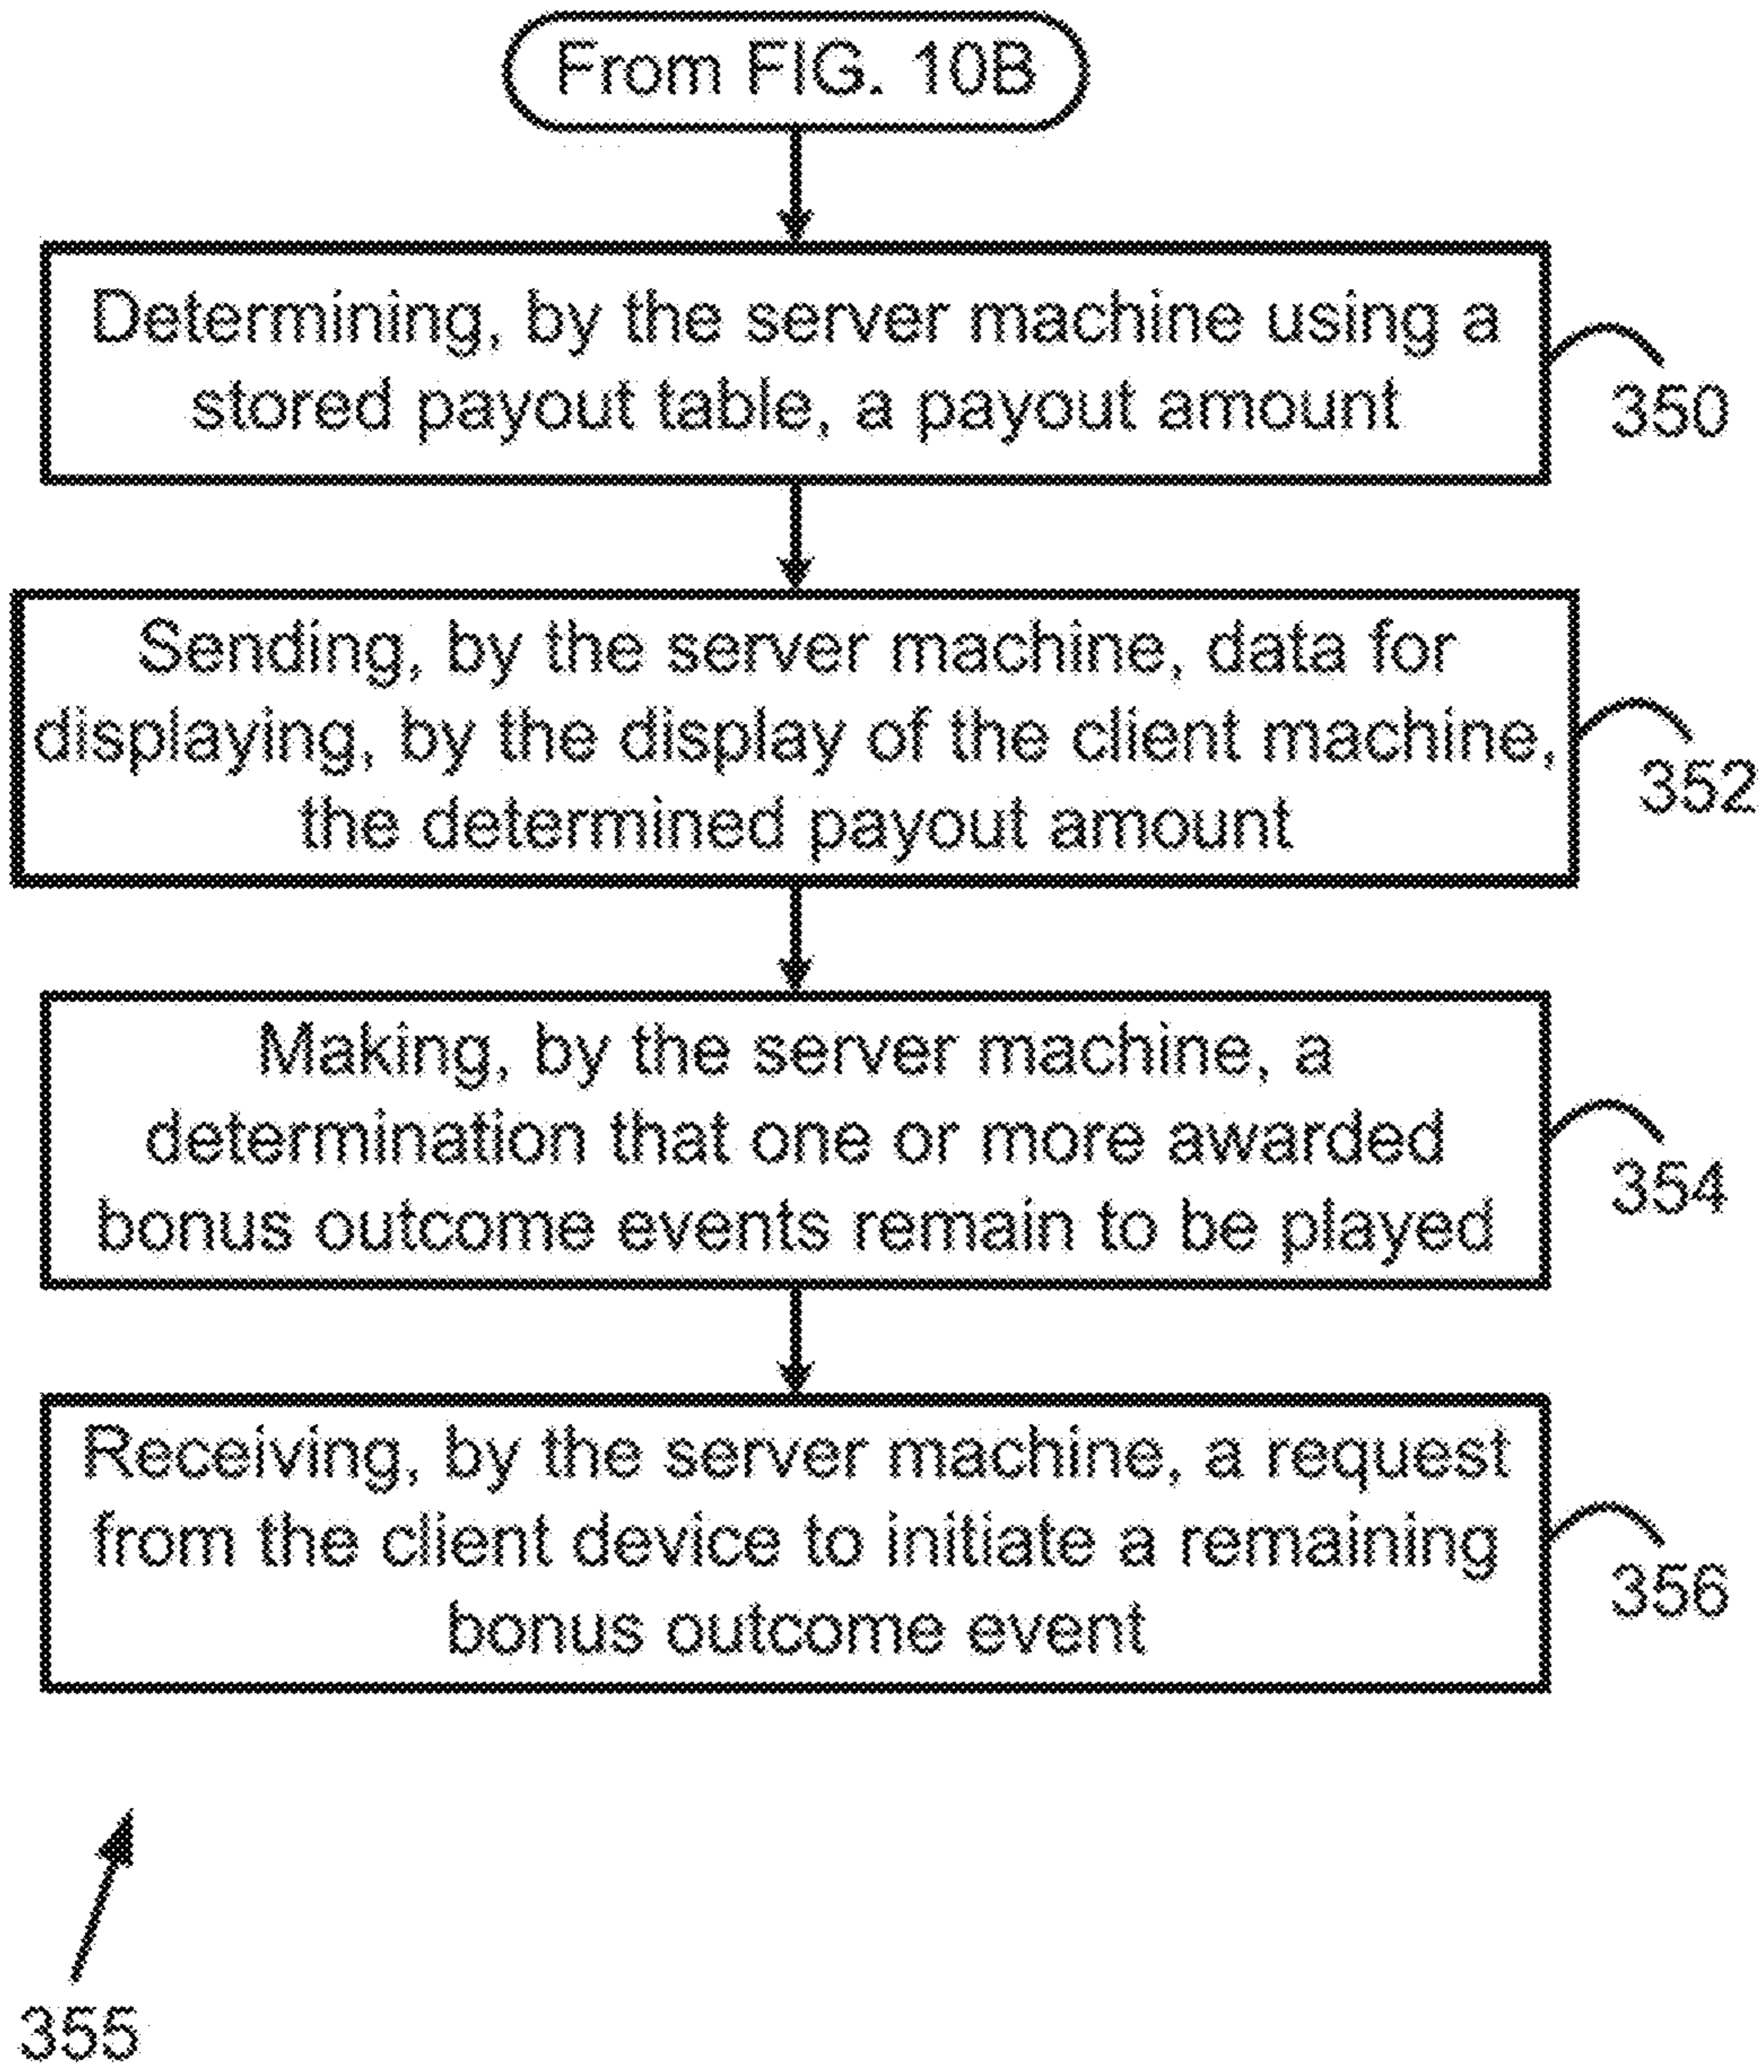 From FIG. 10B
Determining, by the server machine using a
stored payout table, a payout amount
350
Sending, by the server machine, data for
displaying, by the display of the client machine,
the determined payout amount
352
Making, by the server machine, a
determination that one or more awarded
bonus outcome events remain to be played
354
Receiving, by the server machine, a request
from the client device to initiate a remaining
bonus outcome event
356
355